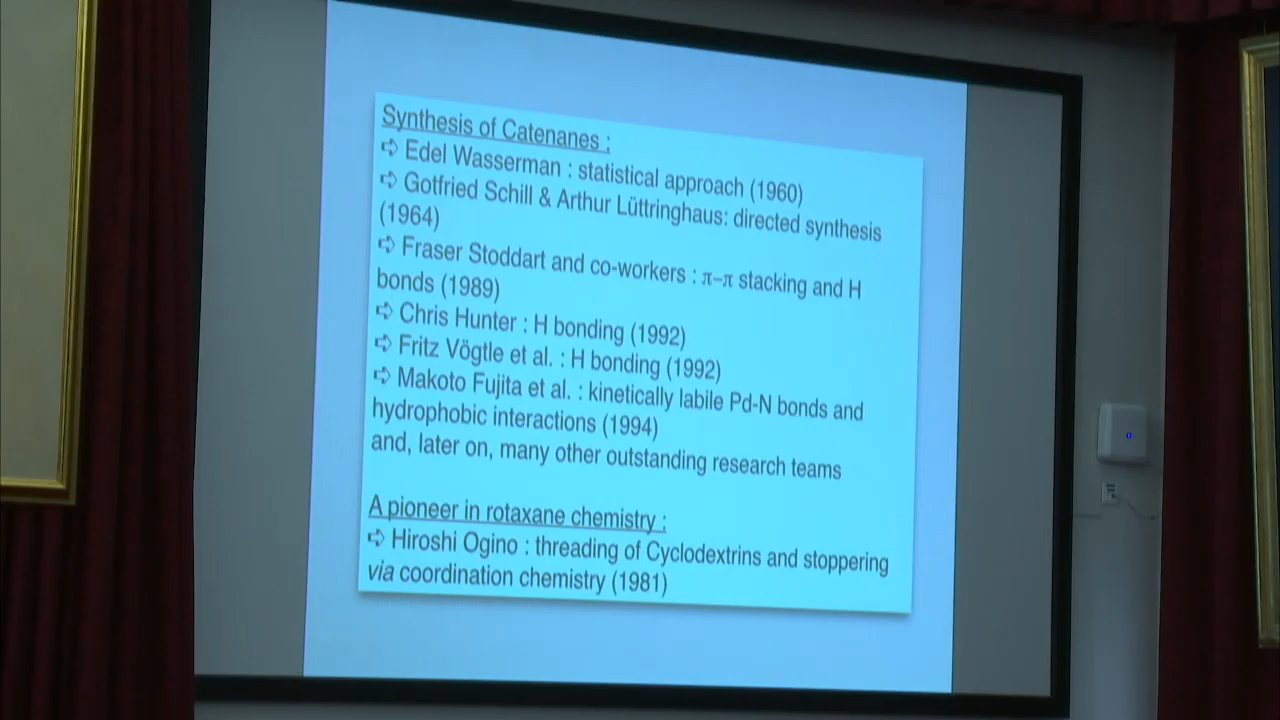 Synthesis of Catenanes :
➪ Edel Wasserman : statistical approach (1960)
➪ Gotfried Schill & Arthur Lüttringhaus: directed synthesis
(1964)
➪ Fraser Stoddart and co-workers : π–π stacking and H
bonds (1989)
➪ Chris Hunter : H bonding (1992)
➪ Fritz Vögtle et al. : H bonding (1992)
➪ Makoto Fujita et al. : kinetically labile Pd-N bonds and
hydrophobic interactions (1994)
and, later on, many other outstanding research teams
A pioneer in rotaxane chemistry :
➪ Hiroshi Ogino : threading of Cyclodextrins and stoppering
via coordination chemistry (1981)